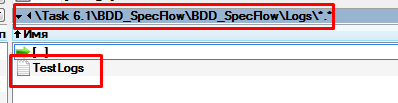 \Task 6.1\BDD_SpecFlow\BDD_SpecFlow\Logs\*.*
Имя
[..]
TestLogs